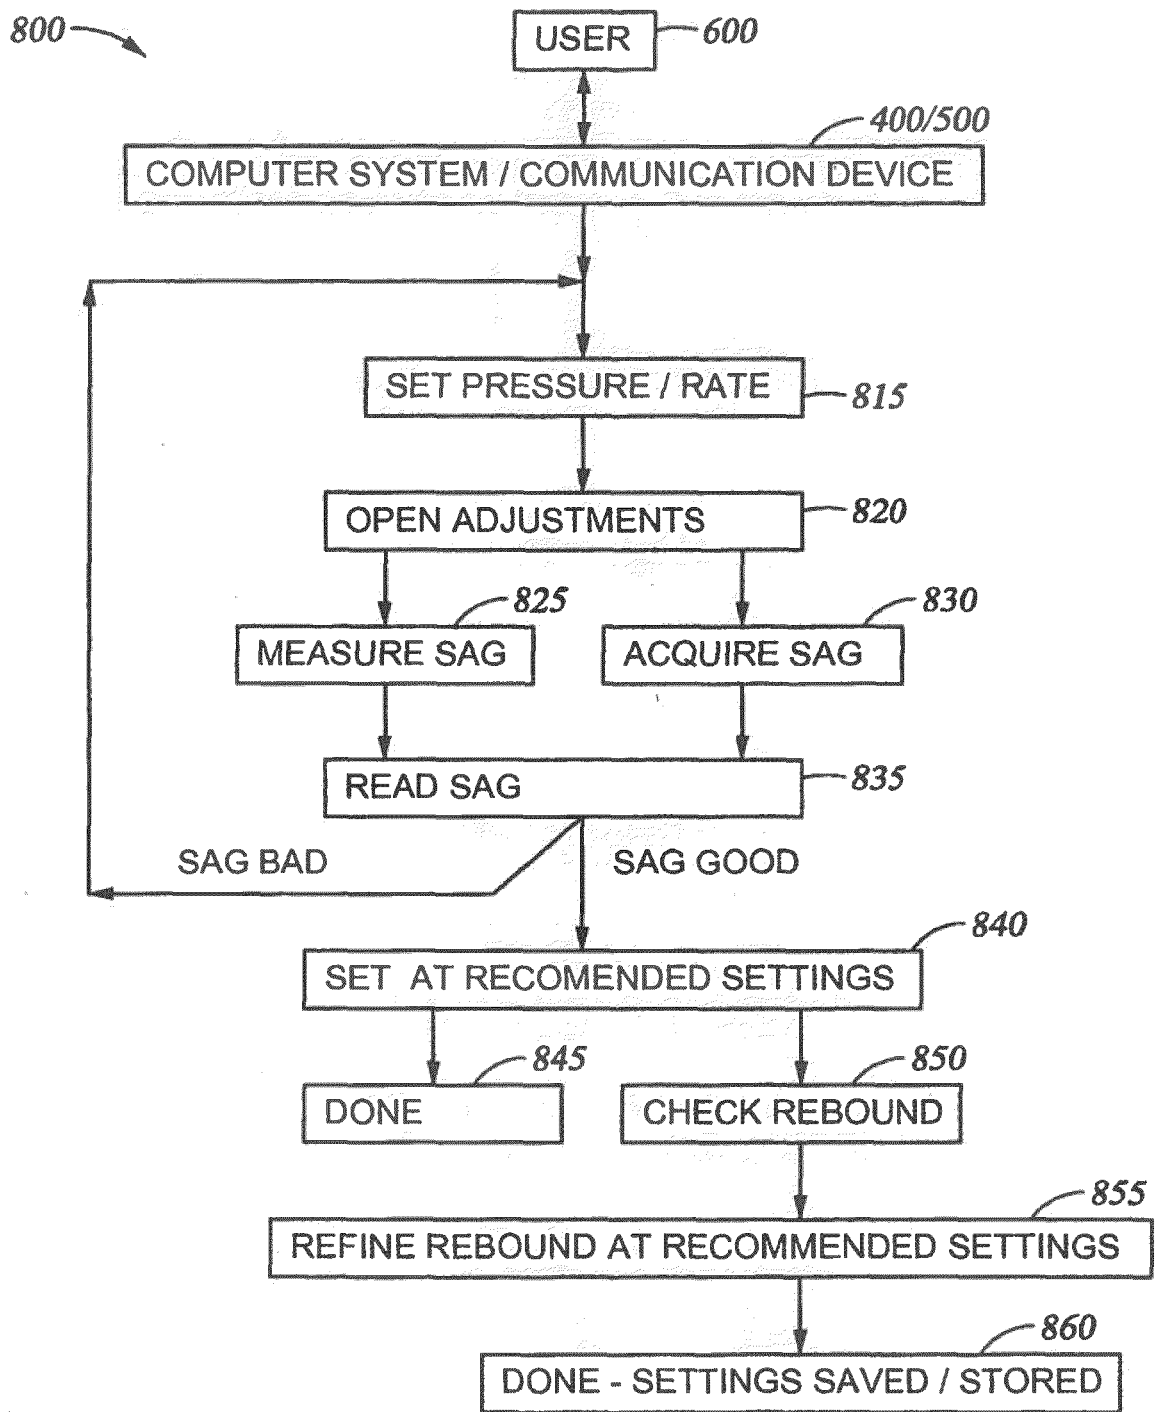 800
USER
600
400/500
COMPUTER SYSTEM / COMMUNICATION DEVICE
SET PRESSURE / RATE
815
OPEN ADJUSTMENTS
820
825
830
MEASURE SAG
ACQUIRE SAG
READ SAG
835
SAG BAD
SAG GOOD
840
SET AT RECOMENDED SETTINGS
845
850
DONE
CHECK REBOUND
855
REFINE REBOUND AT RECOMMENDED SETTINGS
860
DONE - SETTINGS SAVED / STORED